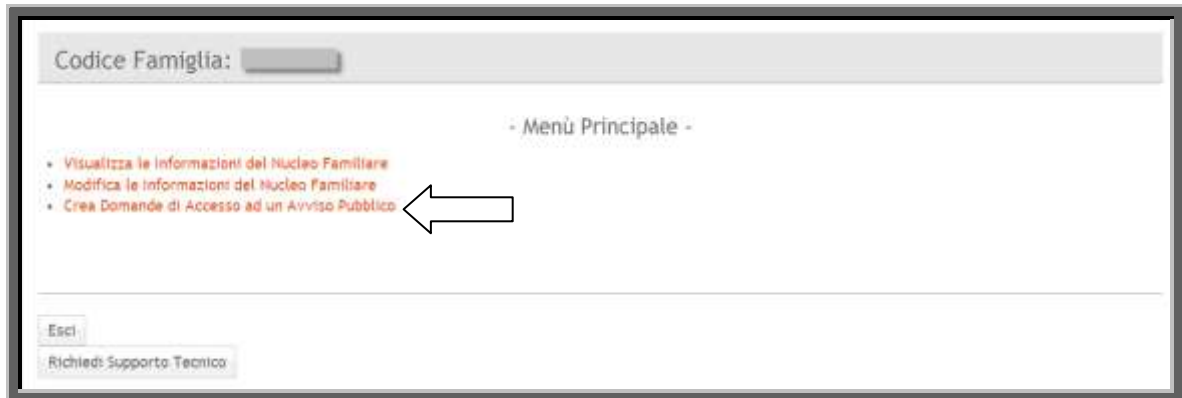 Codice Famiglia:
- Menù Principale -
• Visualizza le Informazioni del Nucleo Familiare
• Modifica le Informazioni del Nucleo Familiare
• Crea Domande di Accesso ad un Avviso Pubblico
Esci
Richiedi Supporto Tecnico